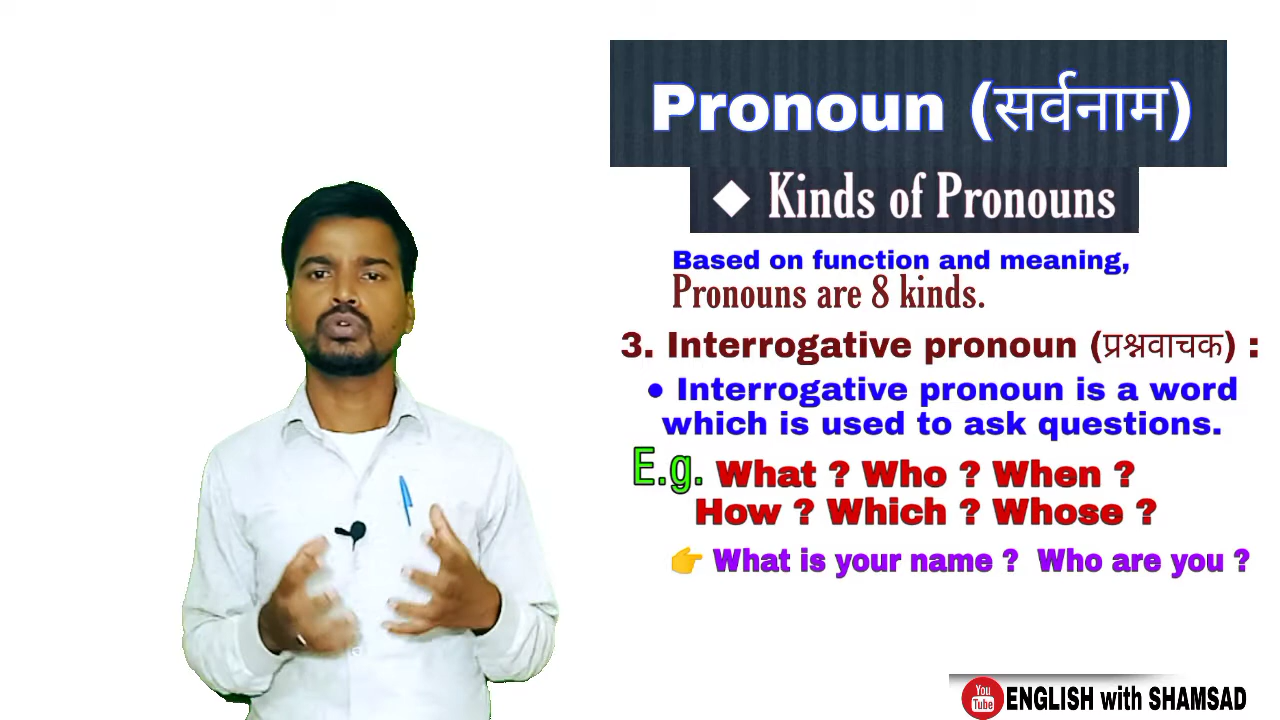 Pronoun (सर्वनाम)
◆ Kinds of Pronouns
Based on function and meaning,
Pronouns are 8 kinds.
3. Interrogative pronoun (प्रश्नवाचक) :
● Interrogative pronoun is a word
which is used to ask questions.
E.g. What ? Who ? When ?
How ? Which ? Whose ?
👉 What is your name ? Who are you ?
You Tube ENGLISH with SHAMSAD